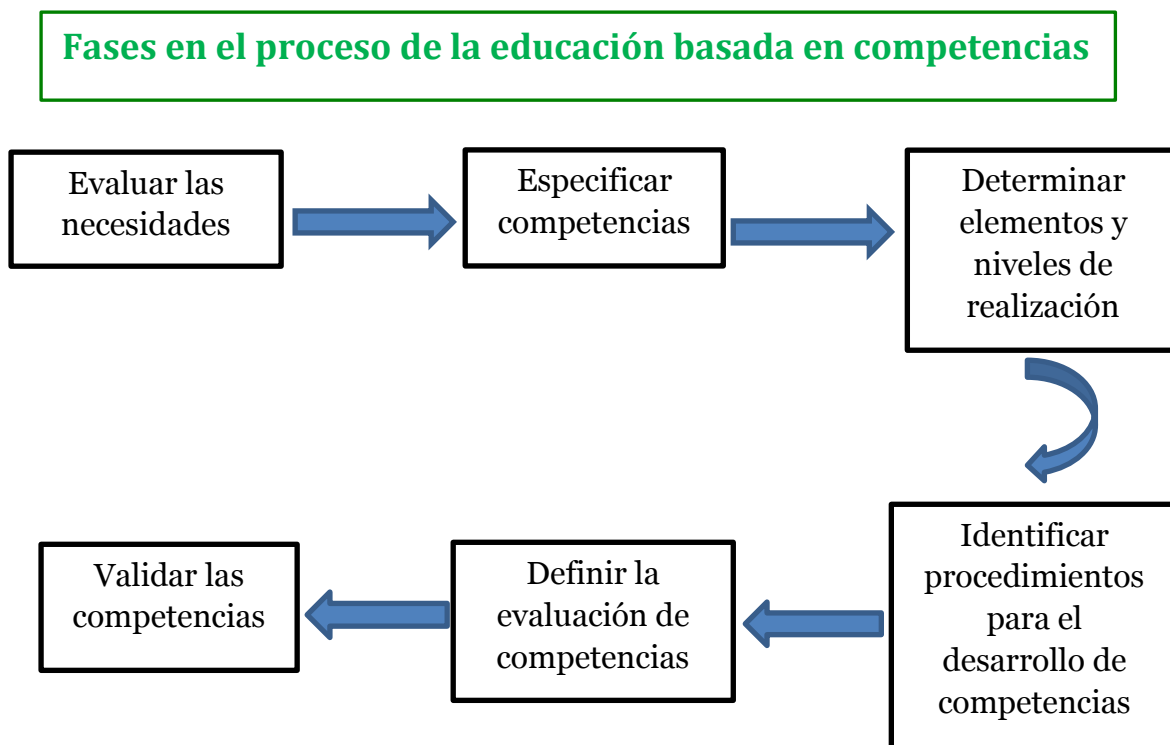 Fases en el proceso de la educación basada en competencias
Evaluar las
necesidades
Especificar
competencias
Determinar
elementos y
niveles de
realización
Identificar
procedimientos
para el
desarrollo de
competencias
Definir la
evaluación de
competencias
Validar las
competencias